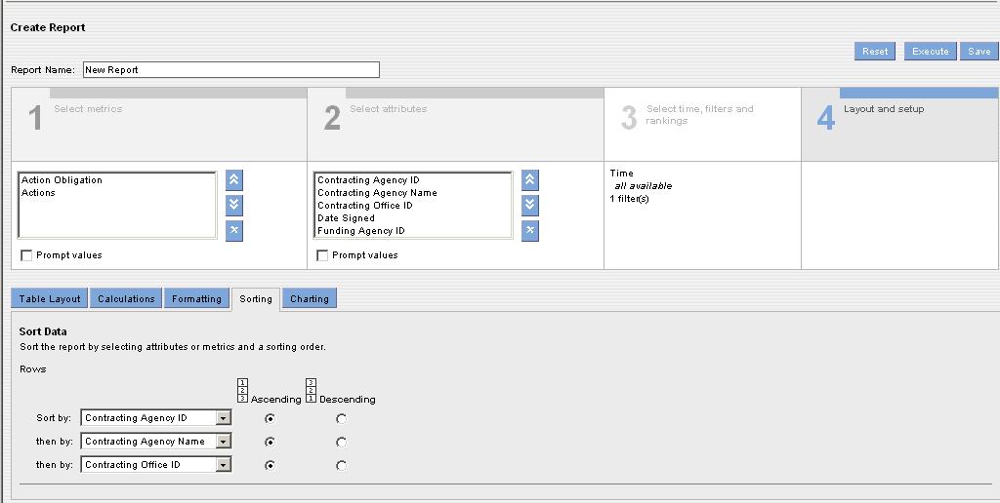 Create Report
Reset Execute Save
Report Name: New Report
1 Select metrics
2 Select attributes
3 Select time, filters and
rankings
4 Layout and setup
Action Obligation
Actions
Prompt values
Contracting Agency ID
Contracting Agency Name
Contracting Office ID
Date Signed
Funding Agency ID
Prompt values
Time
all available
1 filter(s)
Table Layout Calculations Formatting Sorting Charting
Sort Data
Sort the report by selecting attributes or metrics and a sorting order.
Rows
1
2
3 Ascending
3
2
1 Descending
Sort by: Contracting Agency ID
then by: Contracting Agency Name
then by: Contracting Office ID